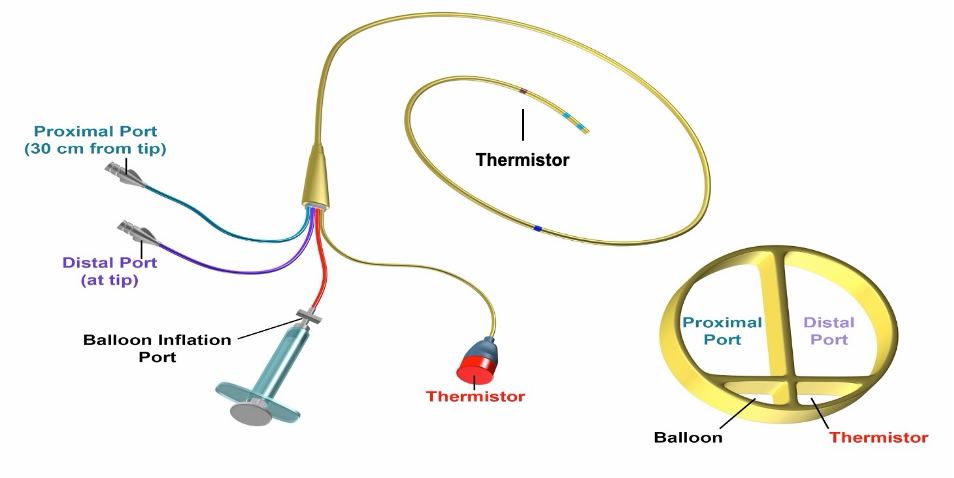 Proximal Port
(30 cm from tip)
Thermistor
Distal Port
(at tip)
Balloon Inflation
Port
Thermistor
Proximal
Port
Distal
Port
Balloon
Thermistor